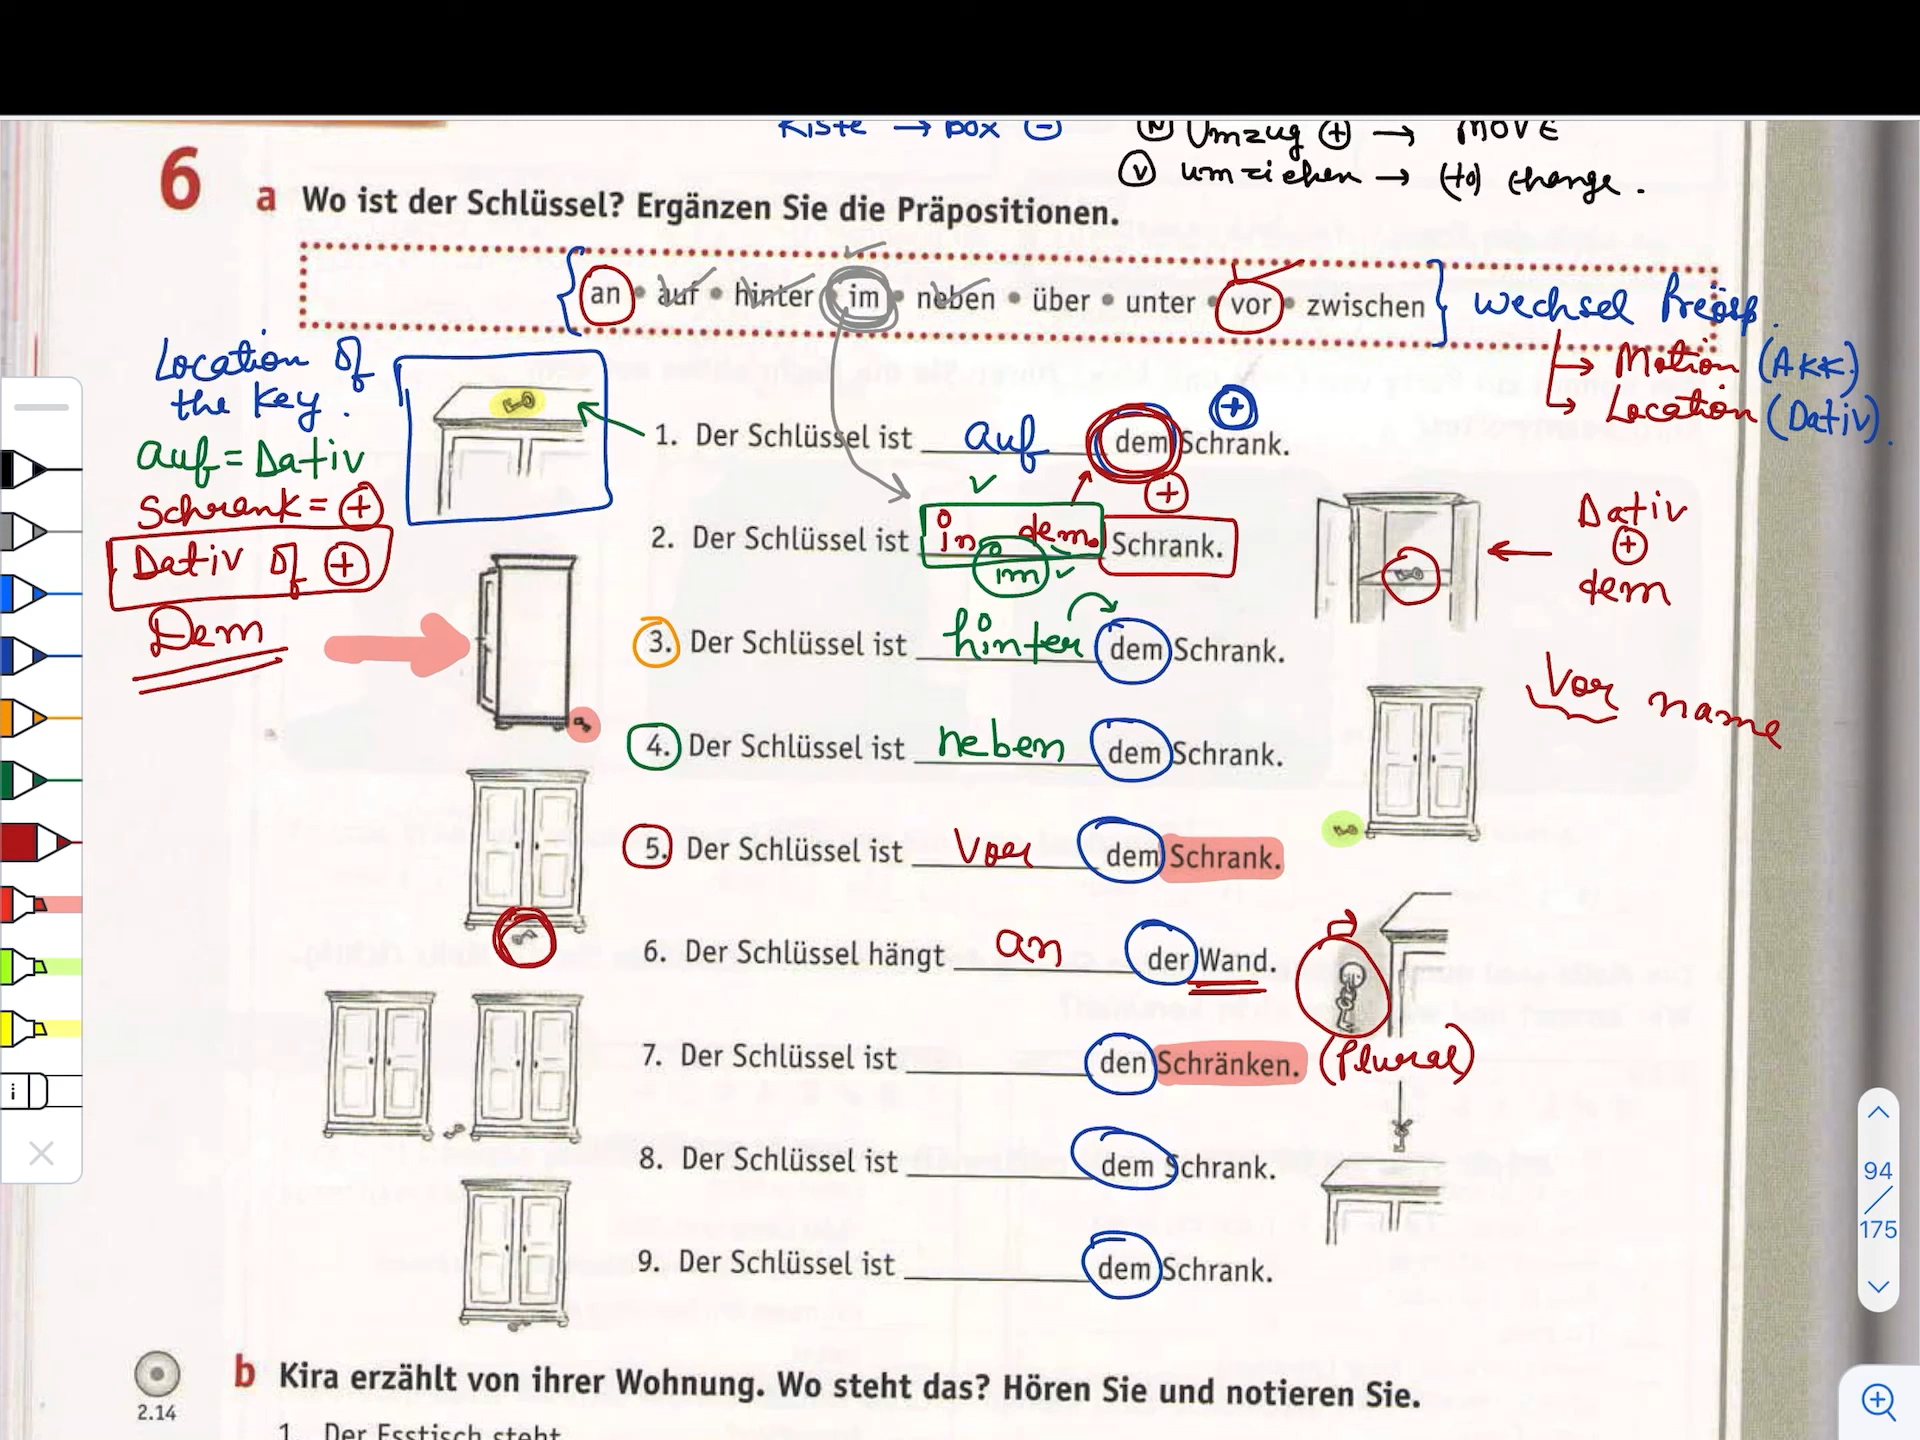 Kiste → box ⊖
Ⓝ Umzug ⊕ → MOVE
Ⓥ umziehen → (to) change.
6
a Wo ist der Schlüssel? Ergänzen Sie die Präpositionen.
an • auf • hinter • im • neben • über • unter • vor • zwischen
Wechsel Preösp.
→ Motion (AKK.)
→ Location (Dativ).
Location of
the Key.
auf = Dativ
Schrank = ⊕
Dativ of ⊕
Dem
1. Der Schlüssel ist auf dem Schrank. ⊕
⊕
2. Der Schlüssel ist in dem Schrank.
im
Dativ
⊕
dem
3. Der Schlüssel ist hinter dem Schrank.
Vor name
4. Der Schlüssel ist neben dem Schrank.
5. Der Schlüssel ist Vor dem Schrank.
6. Der Schlüssel hängt an der Wand.
7. Der Schlüssel ist ____ den Schränken. (Plural)
8. Der Schlüssel ist ____ dem Schrank.
9. Der Schlüssel ist ____ dem Schrank.
94
175
2.14
b Kira erzählt von ihrer Wohnung. Wo steht das? Hören Sie und notieren Sie.
1. Der Esstisch steht